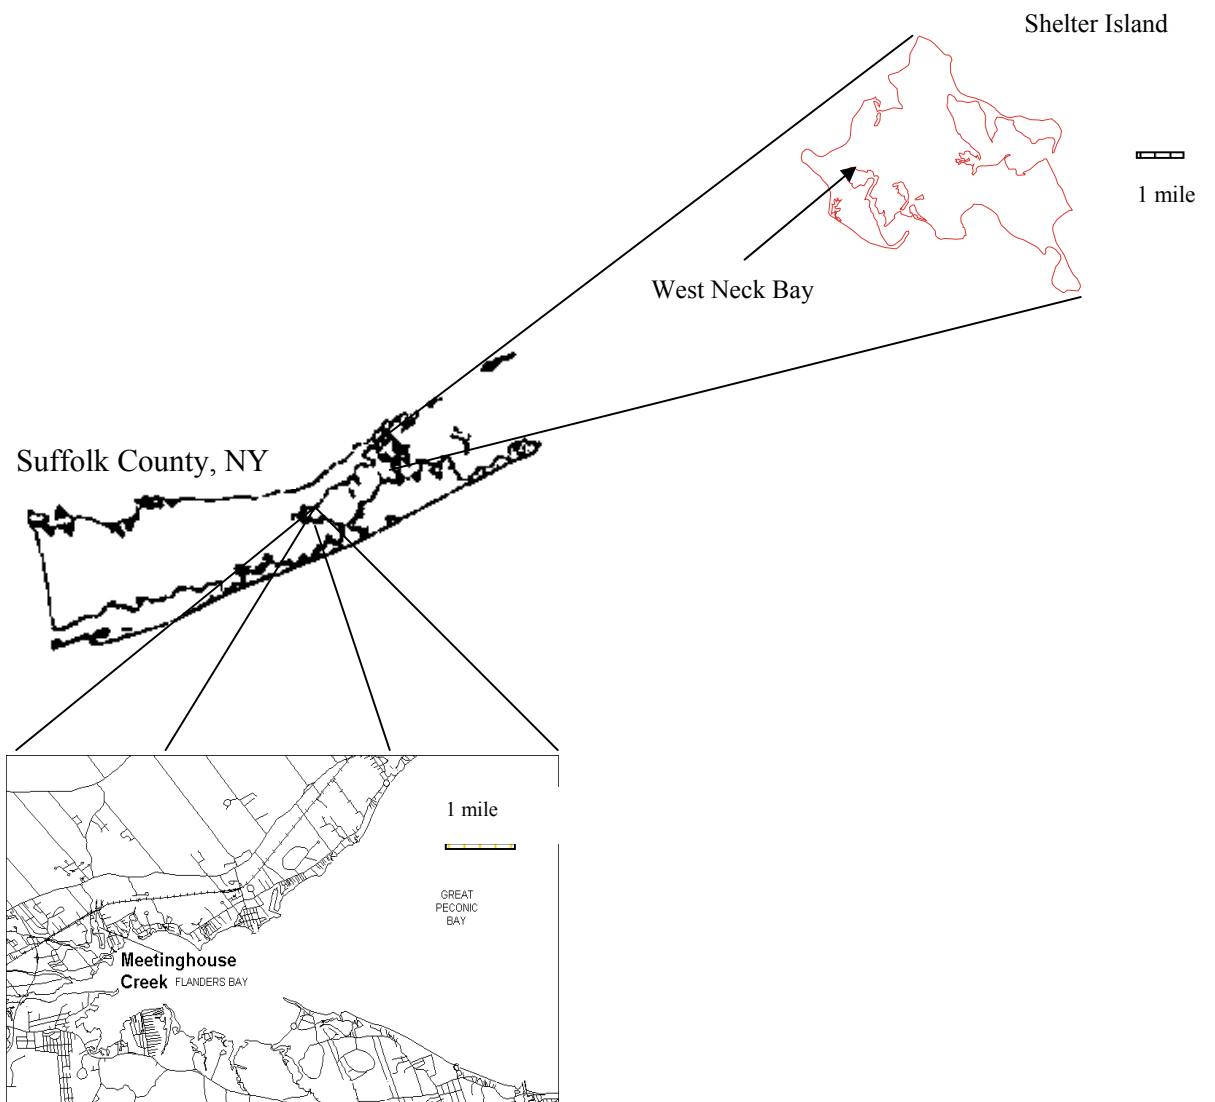 Shelter Island
1 mile
West Neck Bay
Suffolk County, NY
1 mile
GREAT
PECONIC
BAY
Meetinghouse
Creek FLANDERS BAY